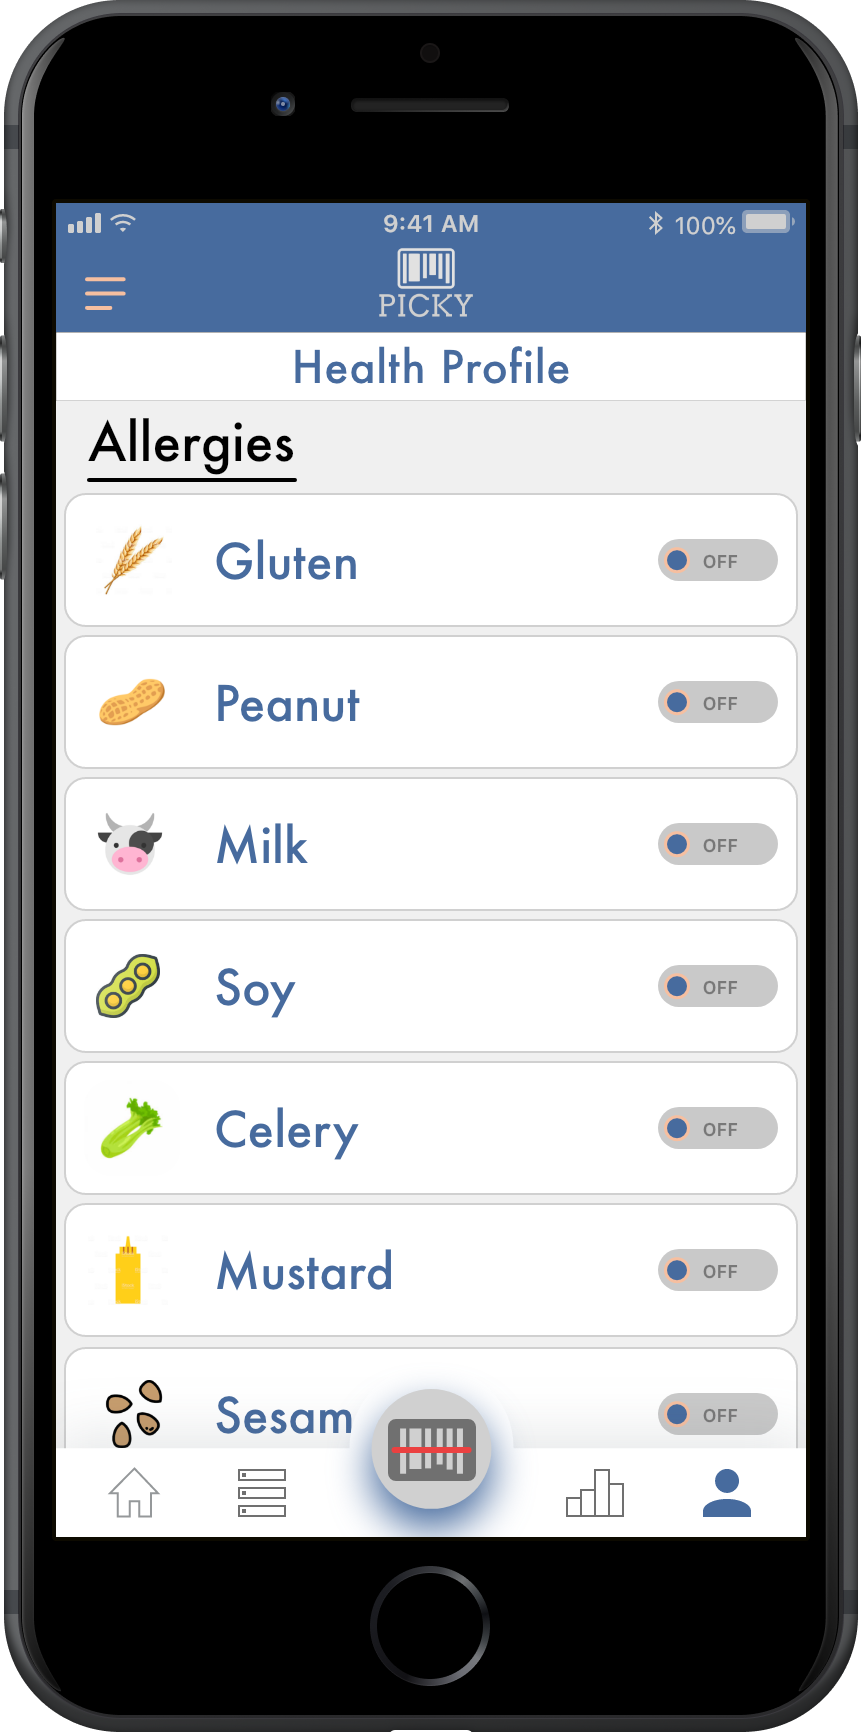 9:41 AM
100%
PICKY
Health Profile
Allergies
Gluten
OFF
Peanut
OFF
Milk
OFF
Soy
OFF
Celery
OFF
Mustard
OFF
Sesam
OFF